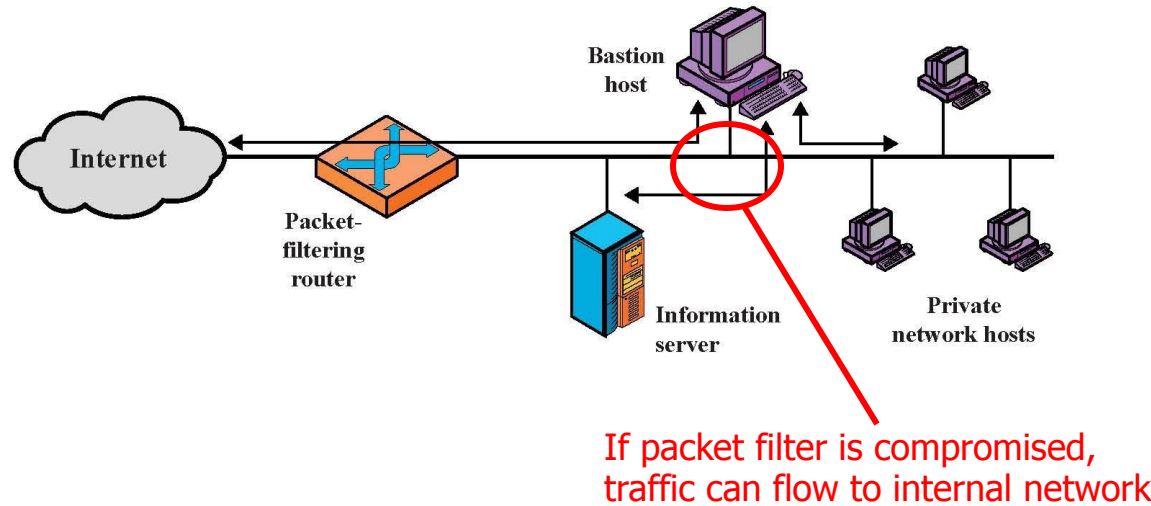 Bastion
host
Internet
Packet-
filtering
router
Information
server
Private
network hosts
If packet filter is compromised,
traffic can flow to internal network